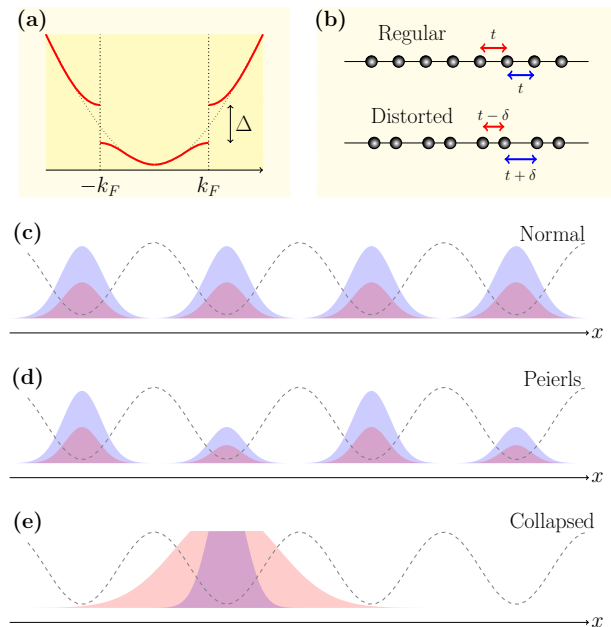 (a)
Δ
−k_F
k_F
(b)
Regular
t
t
Distorted
t − δ
t + δ
(c)
Normal
x
(d)
Peierls
x
(e)
Collapsed
x